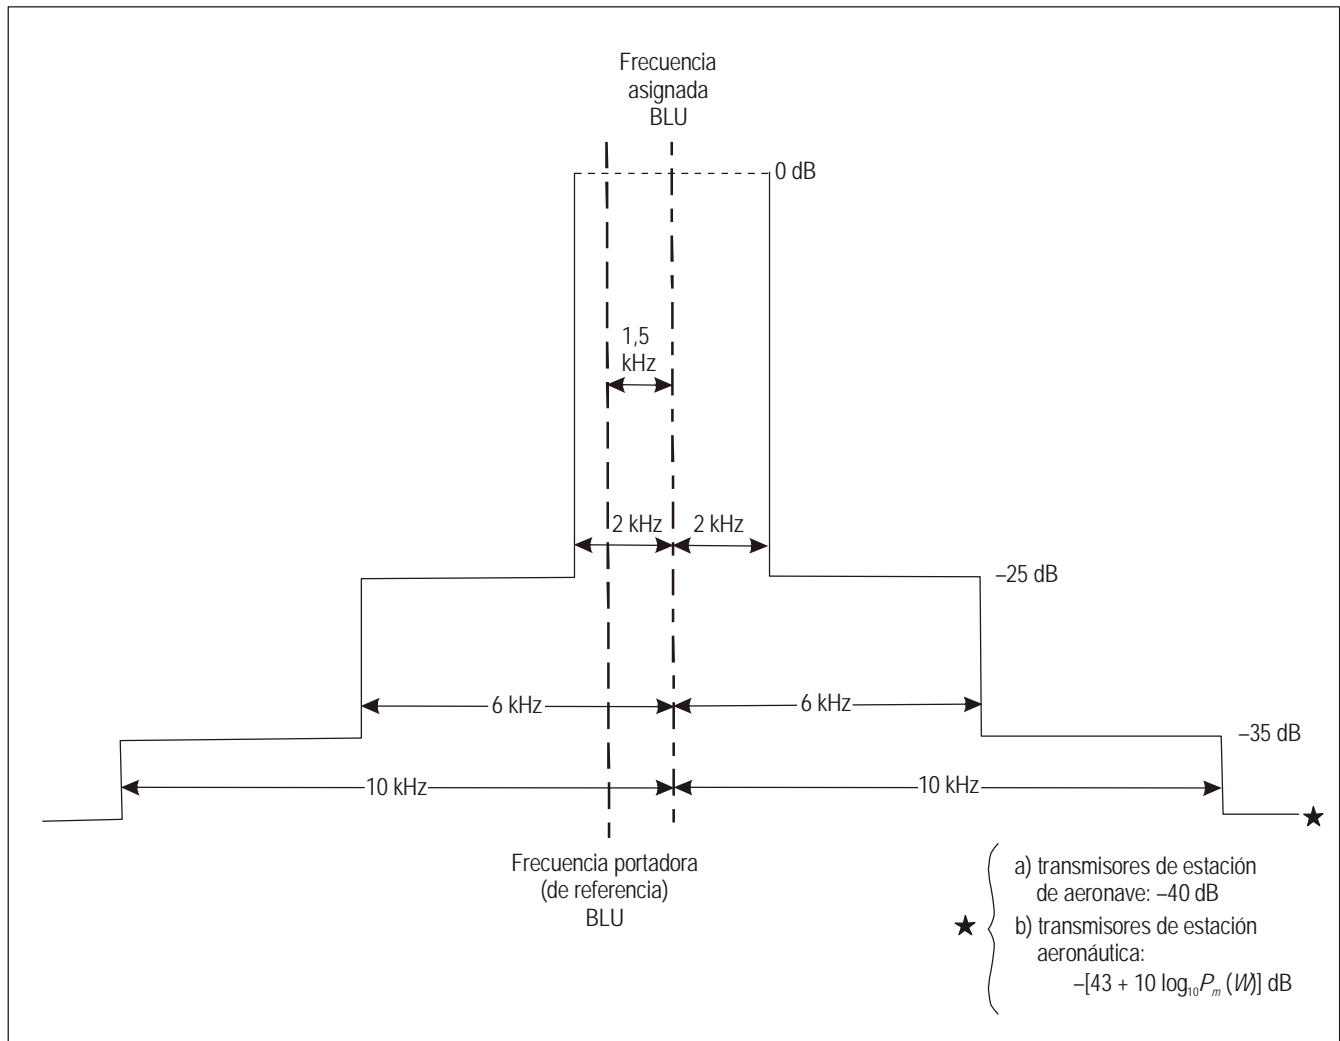 Frecuencia
asignada
BLU
0 dB
1,5
kHz
2 kHz
2 kHz
–25 dB
6 kHz
6 kHz
–35 dB
10 kHz
10 kHz
Frecuencia portadora
(de referencia)
BLU
★
★
a) transmisores de estación
de aeronave: –40 dB
b) transmisores de estación
aeronáutica:
–[43 + 10 log₁₀Pₘ (W)] dB